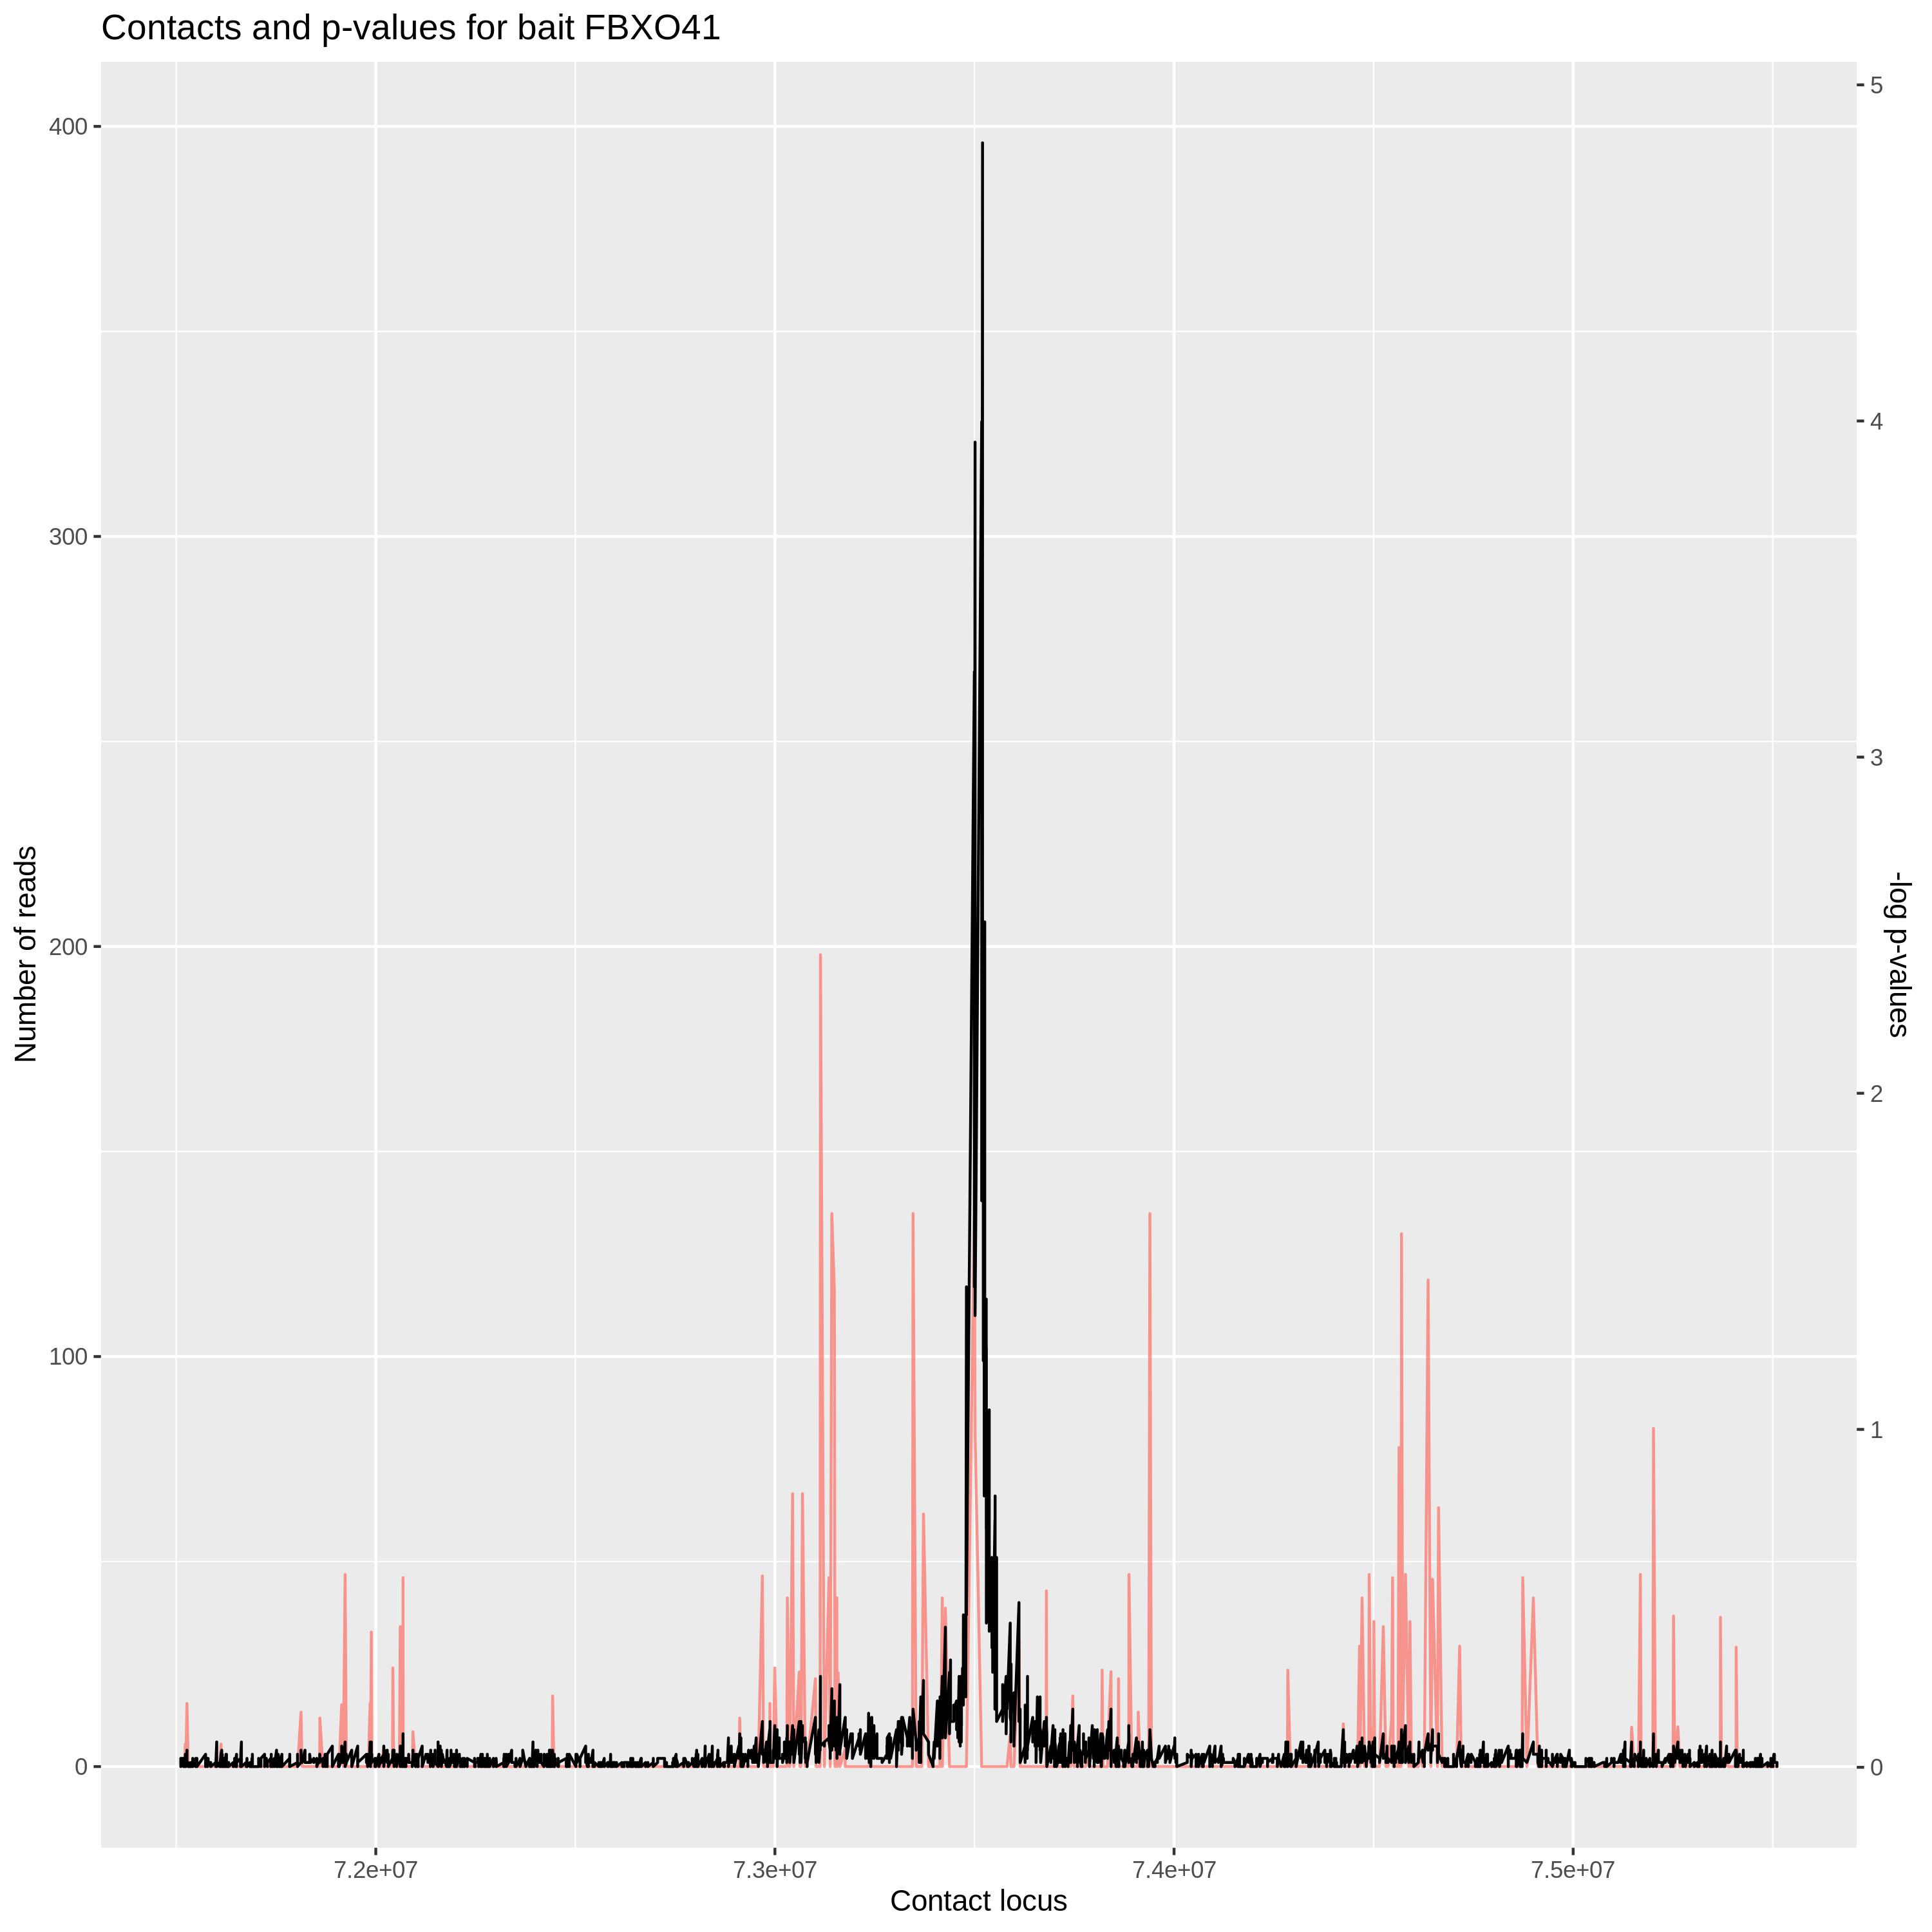 Contacts and p-values for bait FBXO41
400
300
200
100
0
Number of reads
5
4
3
2
1
0
-log p-values
7.2e+07
7.3e+07
7.4e+07
7.5e+07
Contact locus